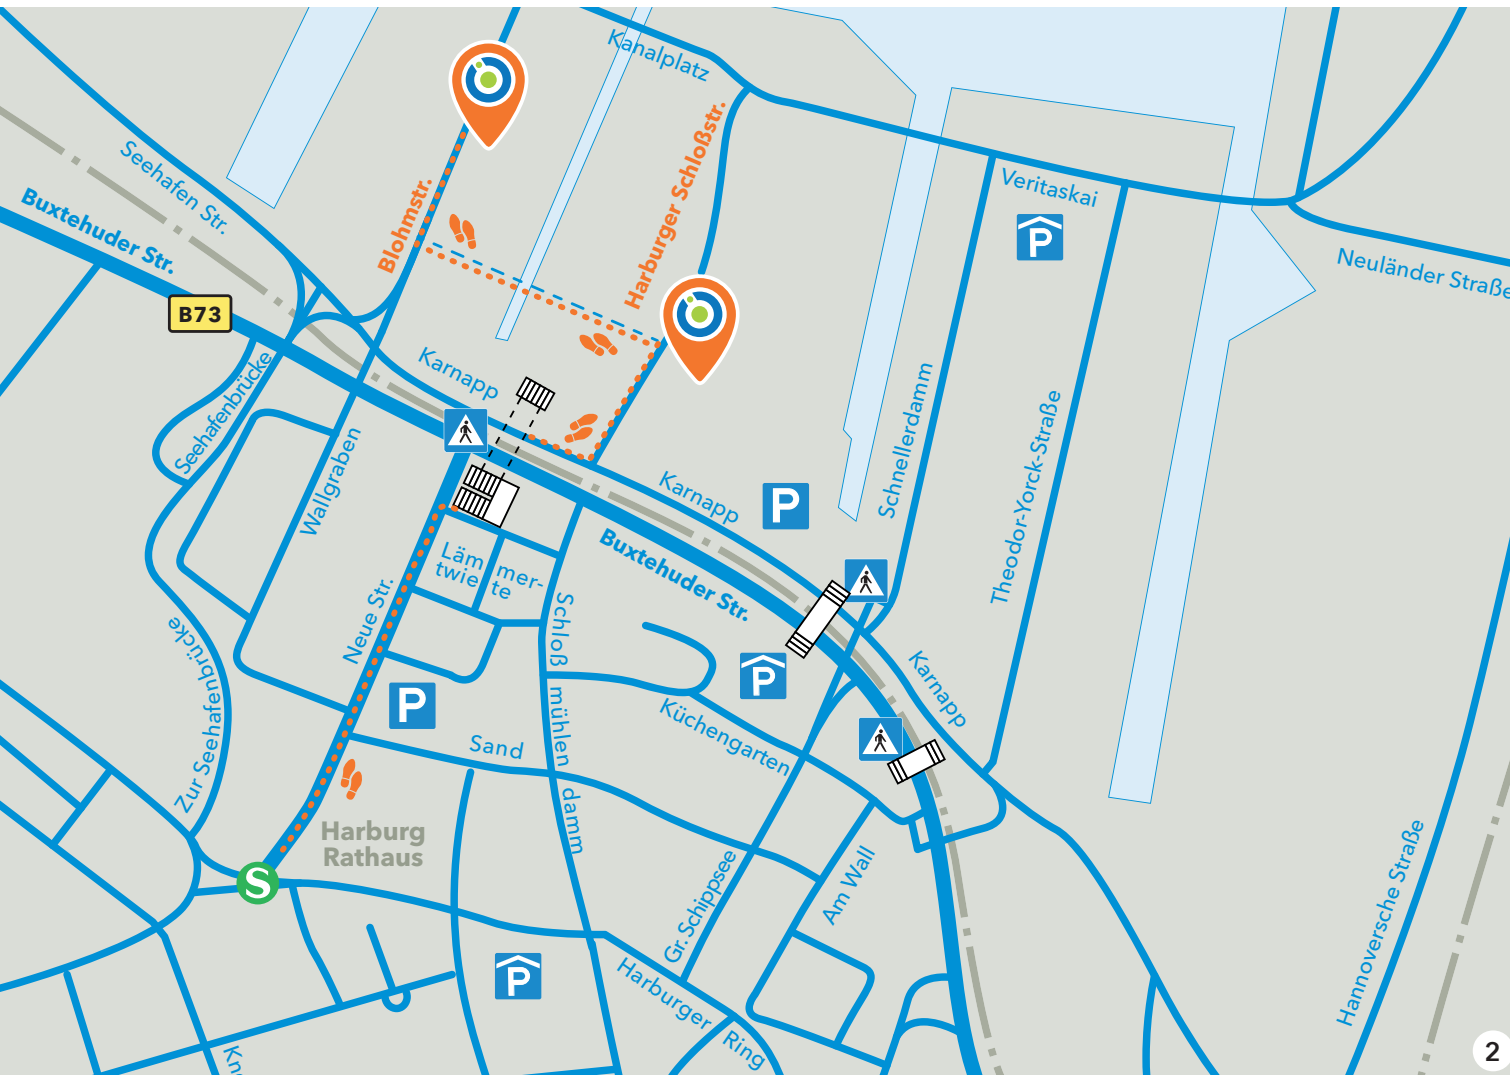 Kanalplatz
Seehafen Str.
Buxtehuder Str.
B73
Blohmstr.
Harburger Schloßstr.
Veritaskai
P
Neuländer Straße
Karnapp
Seehafenbrücke
Wallgraben
Schnellerdamm
Theodor-Yorck-Straße
Karnapp
P
Buxtehuder Str.
Läm mer-
twie te
Neue Str.
Schloß mühlen damm
Zur Seehafenbrücke
P
P
Karnapp
Küchengarten
Sand
Harburg
Rathaus
S
Gr. Schippsee
Am Wall
Hannoversche Straße
P
Harburger Ring
2